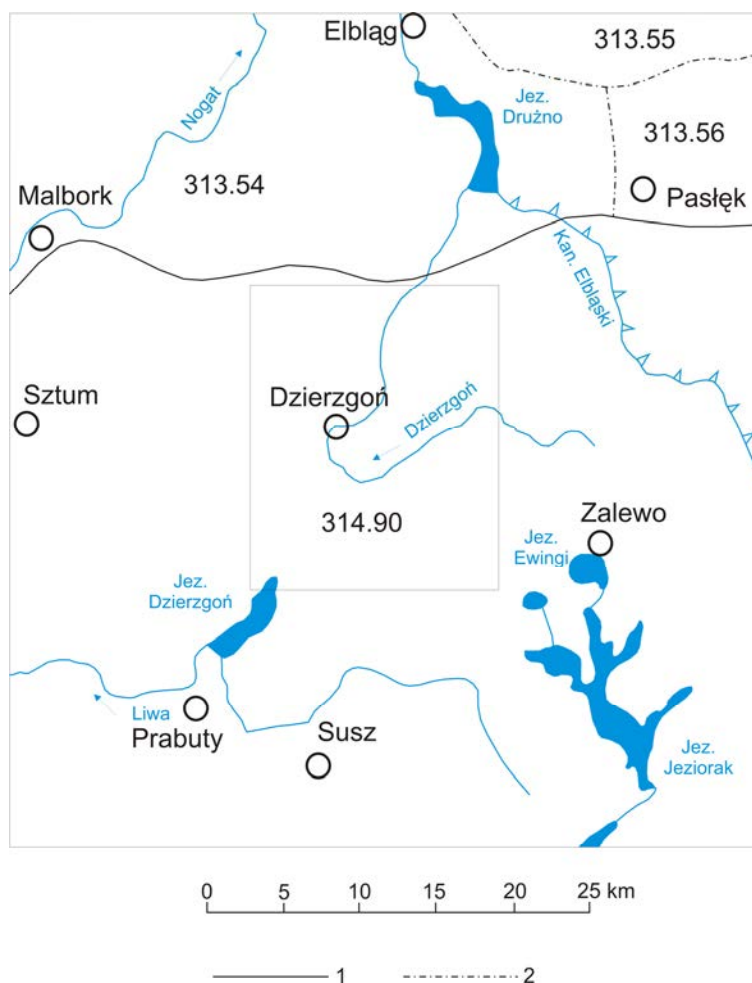 Elbląg
313.55
Jez.
Drużno
Nogat
313.56
313.54
Malbork
Pasłęk
Kan. Elbląski
Sztum
Dzierzgoń
Dzierzgoń
314.90
Zalewo
Jez.
Ewingi
Jez.
Dzierzgoń
Liwa
Prabuty
Susz
Jez.
Jeziorak
0 5 10 15 20 25 km
1 2